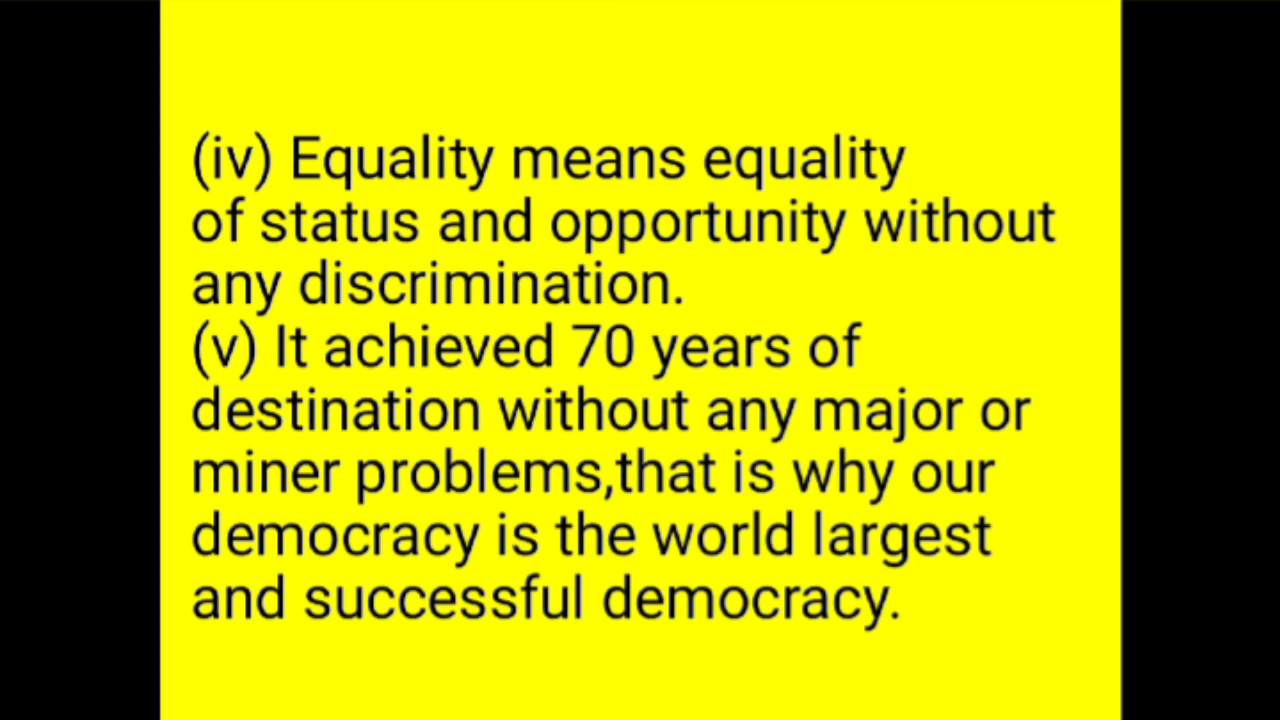 (iv) Equality means equality
of status and opportunity without
any discrimination.
(v) It achieved 70 years of
destination without any major or
miner problems,that is why our
democracy is the world largest
and successful democracy.